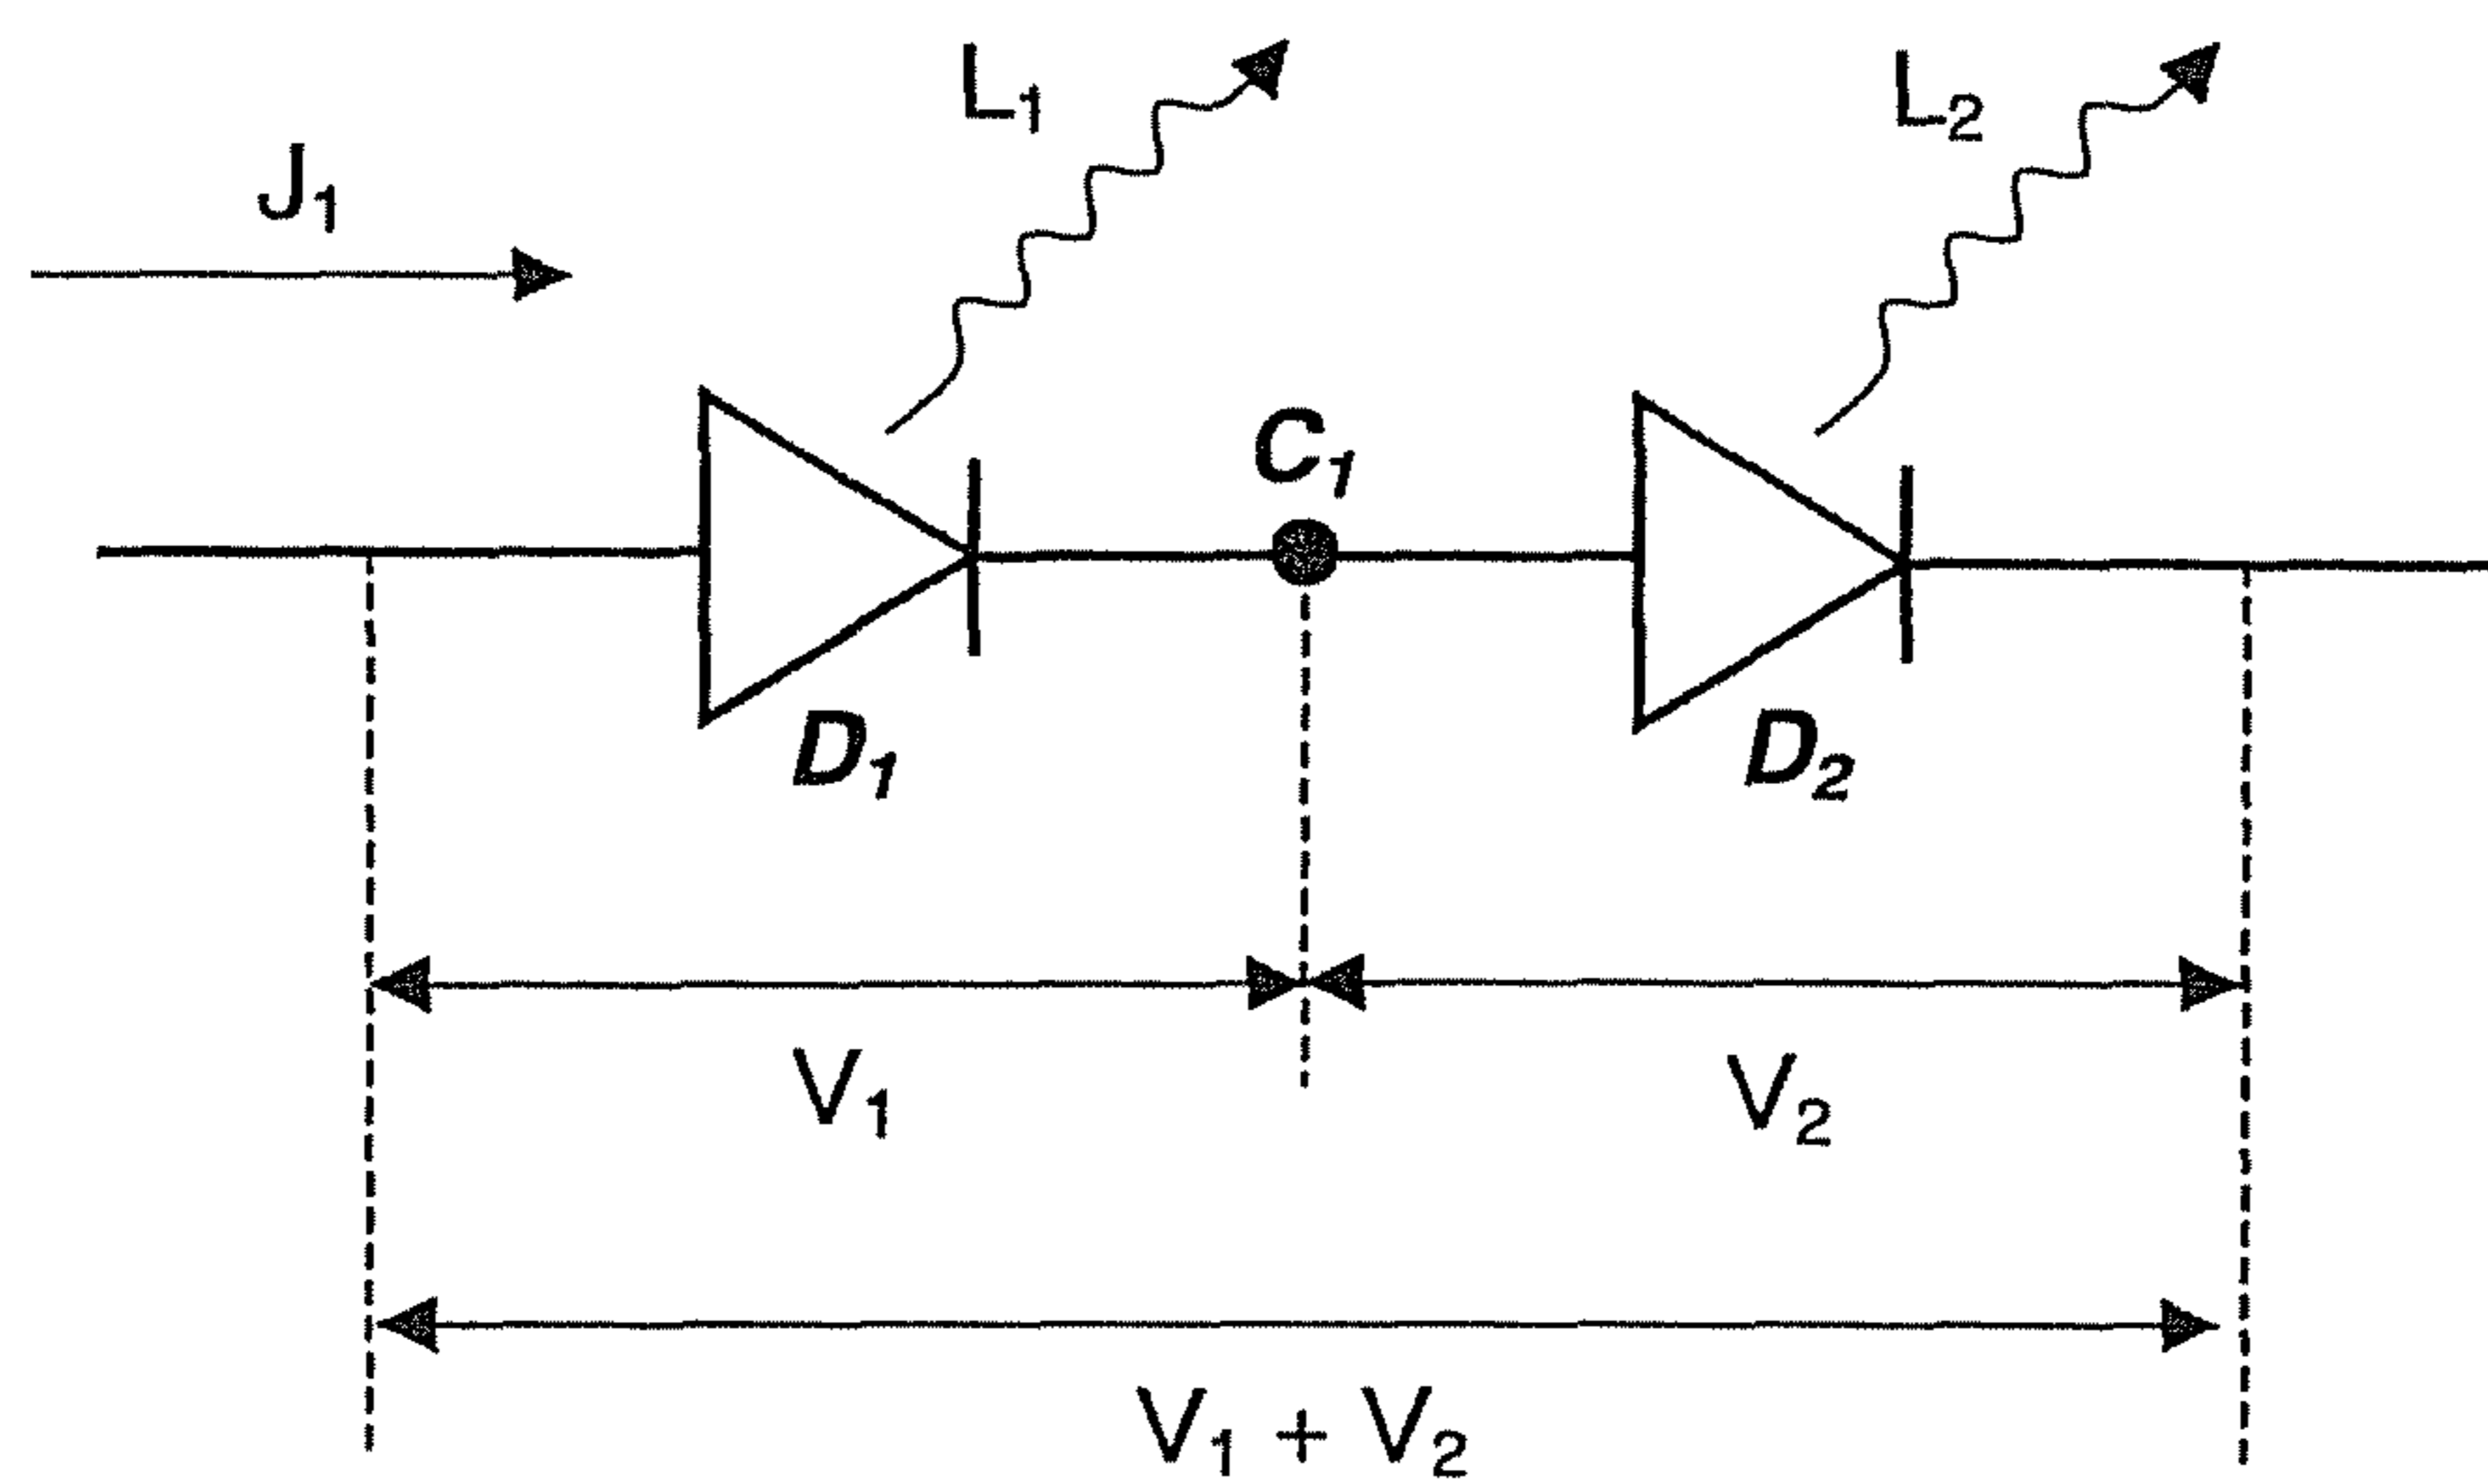 L₁
L₂
J₁
C₁
D₁
D₂
V₁
V₂
V₁ + V₂